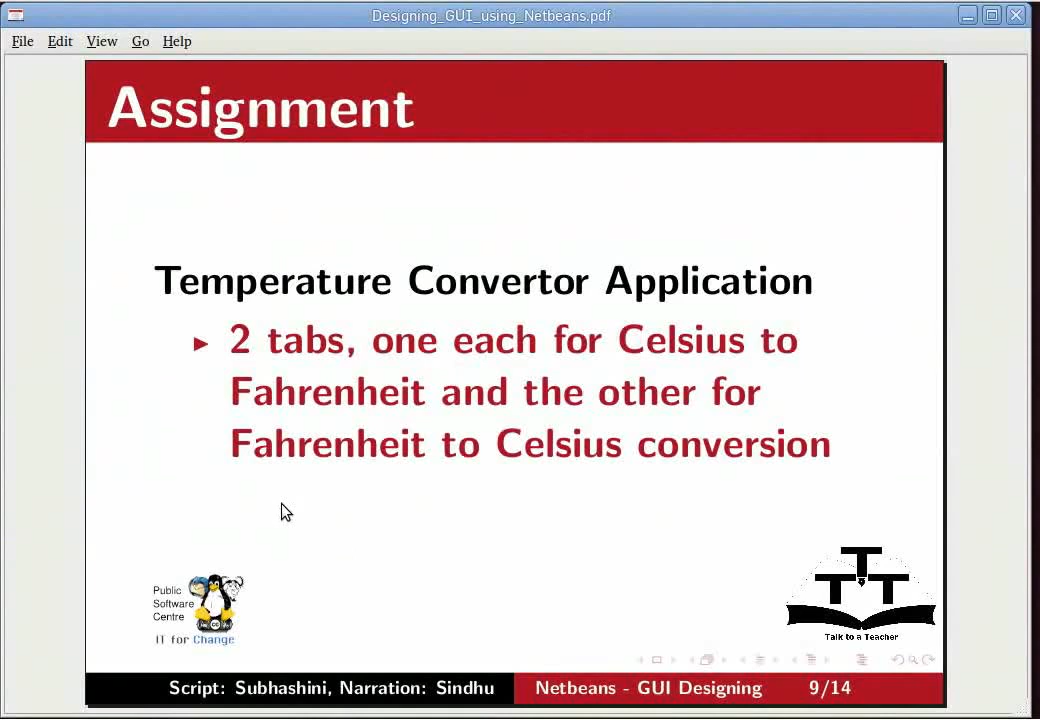 Designing_GUI_using_Netbeans.pdf
File Edit View Go Help
Assignment
Temperature Convertor Application
2 tabs, one each for Celsius to
Fahrenheit and the other for
Fahrenheit to Celsius conversion
Public
Software
Centre
IT for Change
TTT
Talk to a Teacher
Script: Subhashini, Narration: Sindhu Netbeans - GUI Designing 9/14